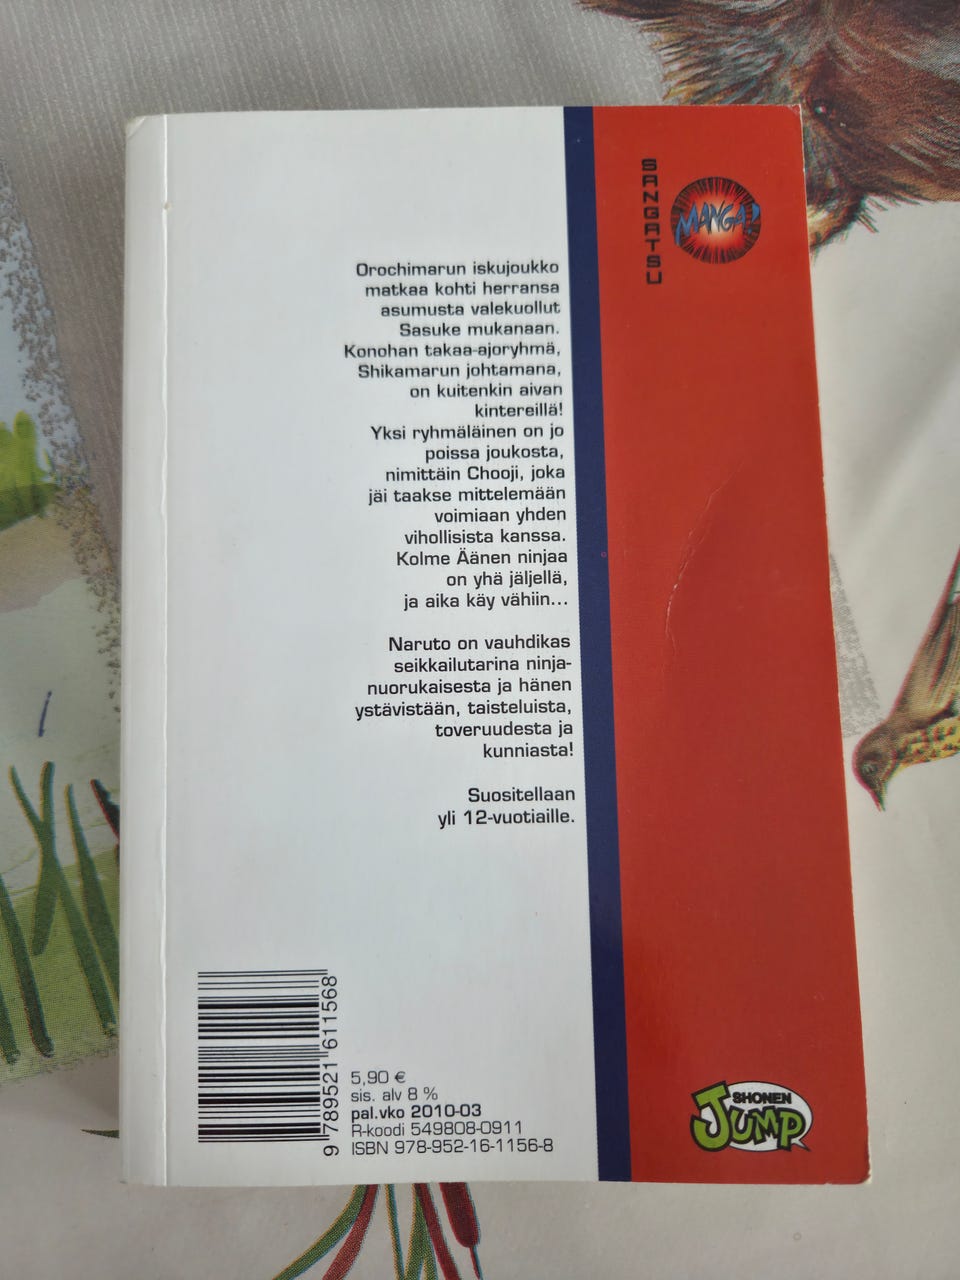 SANGATSU
MANGA!
Orochimarun iskujoukko
matkaa kohti herransa
asumusta valekuollut
Sasuke mukanaan.
Konohan takaa-ajoryhmä,
Shikamarun johtamana,
on kuitenkin aivan
kintereillä!
Yksi ryhmäläinen on jo
poissa joukosta,
nimittäin Chooji, joka
jäi taakse mittelemään
voimiaan yhden
vihollisista kanssa.
Kolme Äänen ninjaa
on yhä jäljellä,
ja aika käy vähiin...
Naruto on vauhdikas
seikkailutarina ninja-
nuorukaisesta ja hänen
ystävistään, taisteluista,
toveruudesta ja
kunniasta!
Suositellaan
yli 12-vuotiaille.
9 789521 611568
5,90 €
sis. alv 8 %
pal.vko 2010-03
R-koodi 549808-0911
ISBN 978-952-16-1156-8
SHONEN
JUMP